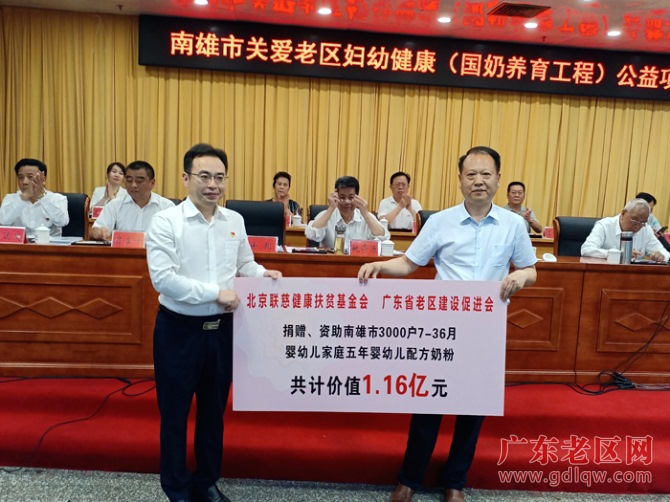 南雄市关爱老区妇幼健康（国奶养育工程）公益项
北京联慈健康扶贫基金会 广东省老区建设促进会
捐赠、资助南雄市3000户7-36月
婴幼儿家庭五年婴幼儿配方奶粉
共计价值1.16亿元
广东老区网
www.gdlqw.com